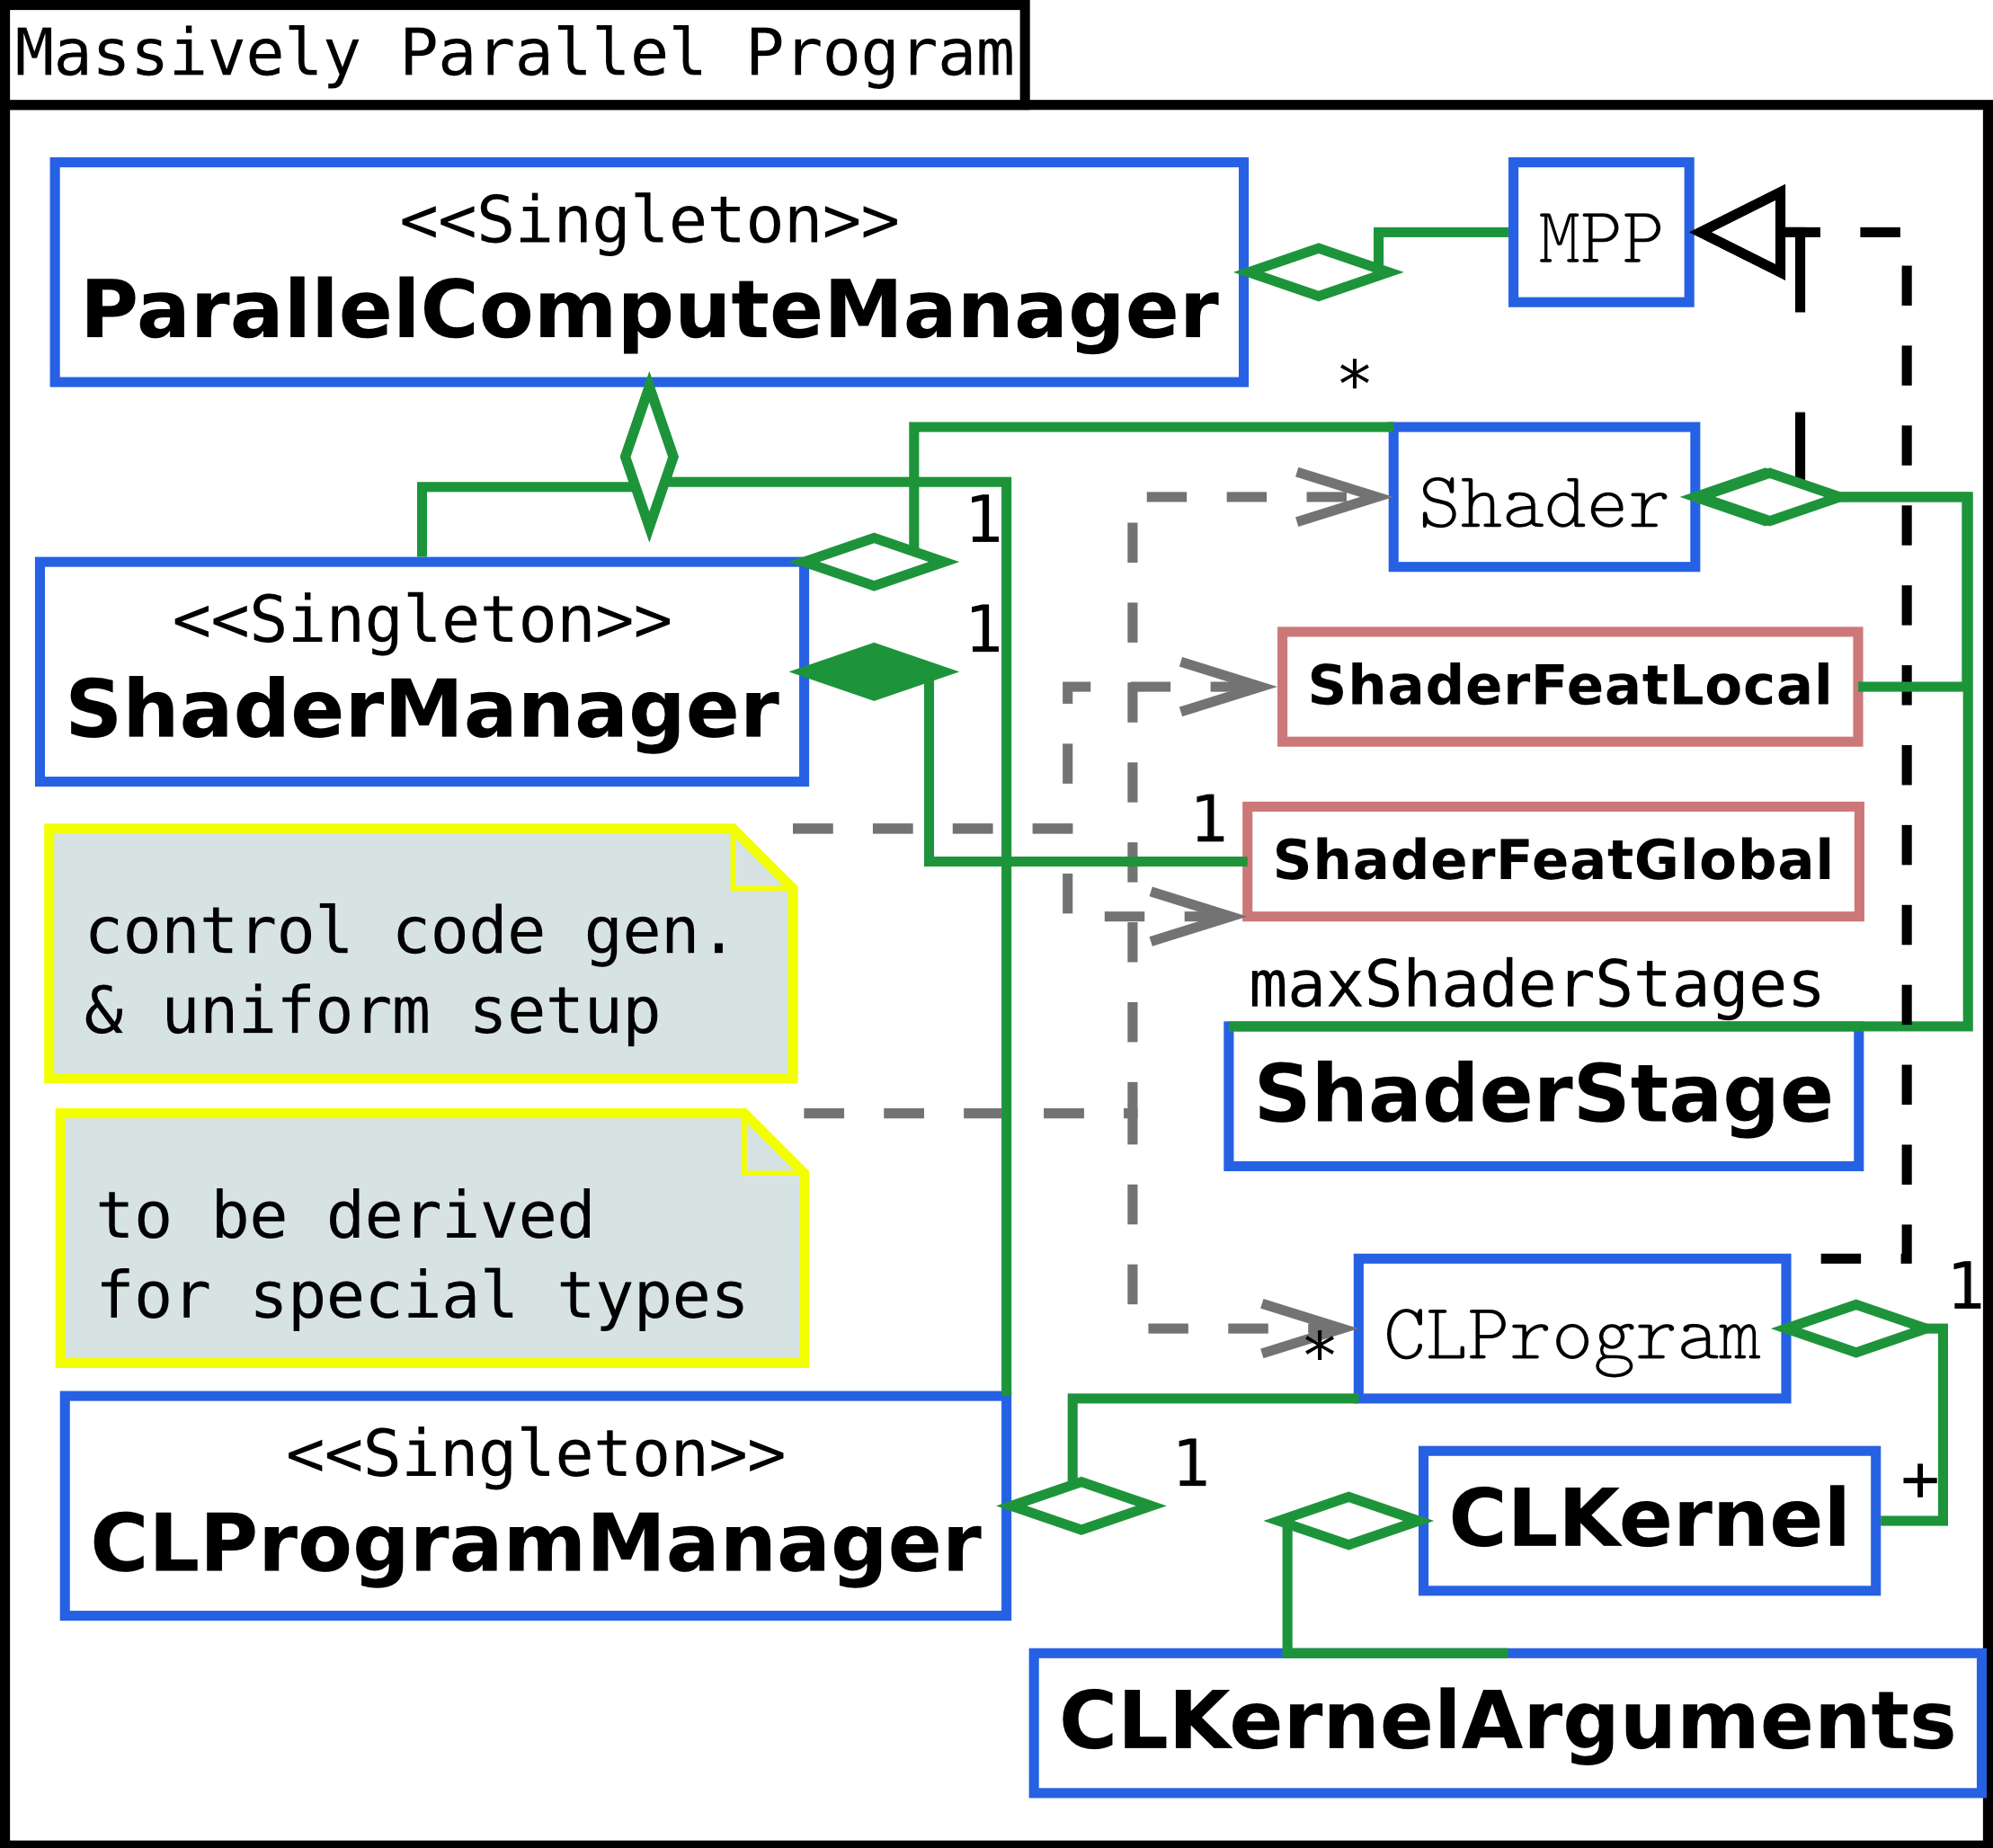 Massively Parallel Program
<<Singleton>>
ParallelComputeManager
MPP
*
Shader
1
<<Singleton>>
ShaderManager
1
ShaderFeatLocal
1
ShaderFeatGlobal
control code gen.
& uniform setup
maxShaderStages
ShaderStage
to be derived
for special types
1
*
CLProgram
<<Singleton>>
CLProgramManager
1
+
CLKernel
CLKernelArguments